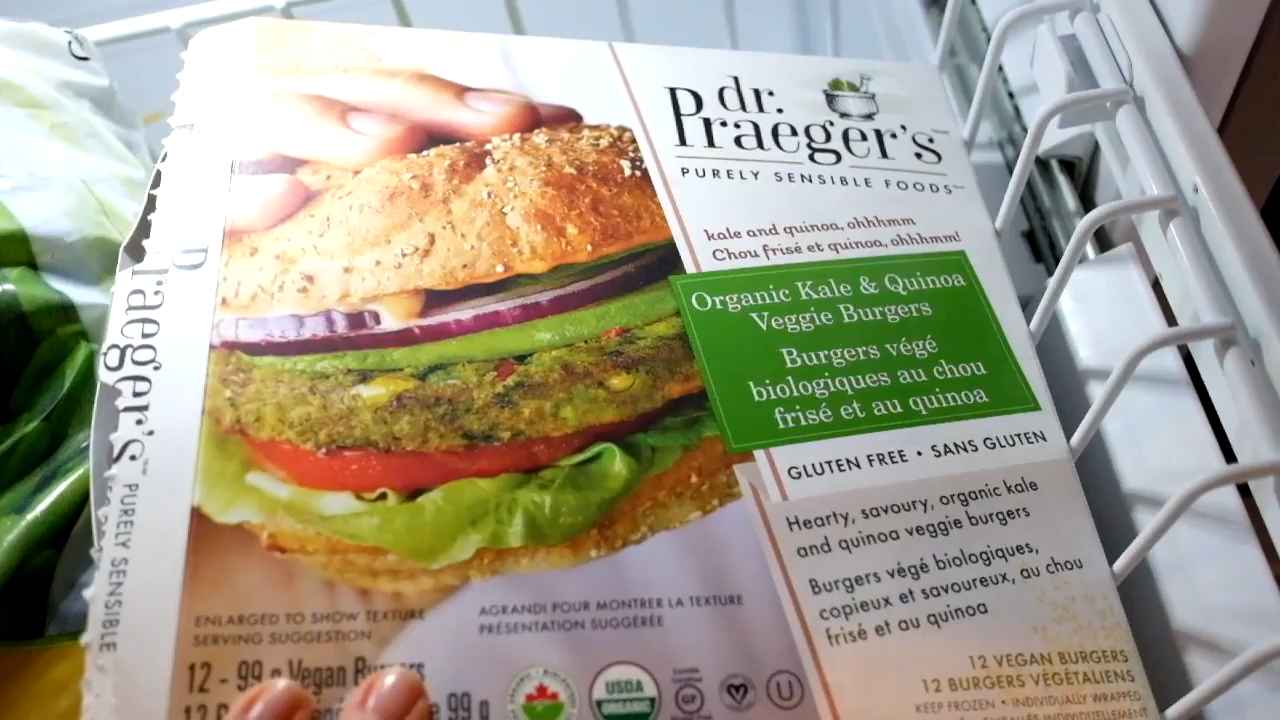 dr.
Praeger's
PURELY SENSIBLE FOODS
kale and quinoa, ohhhmm
Chou frisé et quinoa, ohhhmm!
Organic Kale & Quinoa
Veggie Burgers
Burgers végé
biologiques au chou
frisé et au quinoa
GLUTEN FREE • SANS GLUTEN
Hearty, savoury, organic kale
and quinoa veggie burgers
Burgers végé biologiques,
copieux et savoureux, au chou
frisé et au quinoa
12 VEGAN BURGERS
12 BURGERS VÉGÉTALIENS
KEEP FROZEN • INDIVIDUALLY WRAPPED
ENLARGED TO SHOW TEXTURE
SERVING SUGGESTION
AGRANDI POUR MONTRER LA TEXTURE
PRÉSENTATION SUGGÉRÉE
12 - 99 g Vegan Burgers
99 g
USDA
ORGANIC
GF
V
U
Praeger's
PURELY SENSIBLE